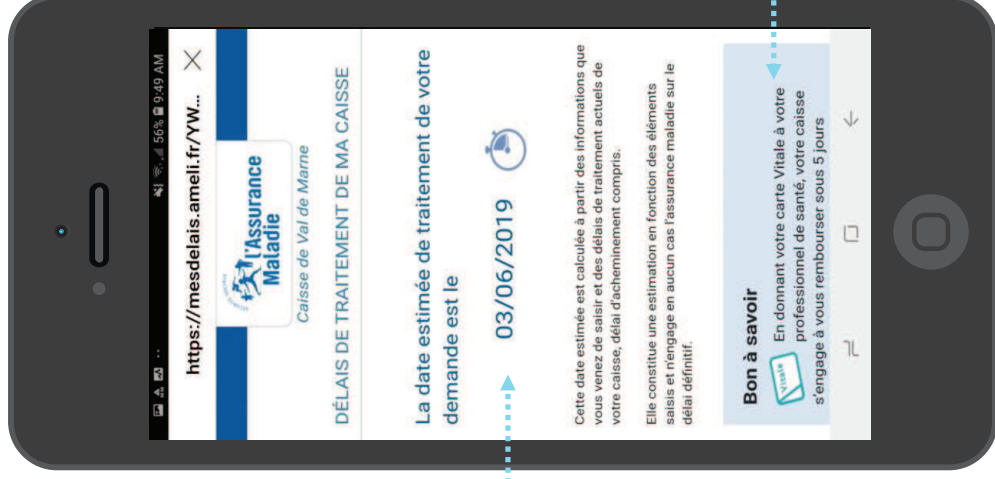 56% 9:49 AM
https://mesdelais.ameli.fr/YW...
l'Assurance
Maladie
Caisse de Val de Marne
DÉLAIS DE TRAITEMENT DE MA CAISSE
La date estimée de traitement de votre
demande est le
03/06/2019
Cette date estimée est calculée à partir des informations que
vous venez de saisir et des délais de traitement actuels de
votre caisse, délai d'acheminement compris.
Elle constitue une estimation en fonction des éléments
saisis et n'engage en aucun cas l'assurance maladie sur le
délai définitif.
Bon à savoir
Vitale
En donnant votre carte Vitale à votre
professionnel de santé, votre caisse
s'engage à vous rembourser sous 5 jours